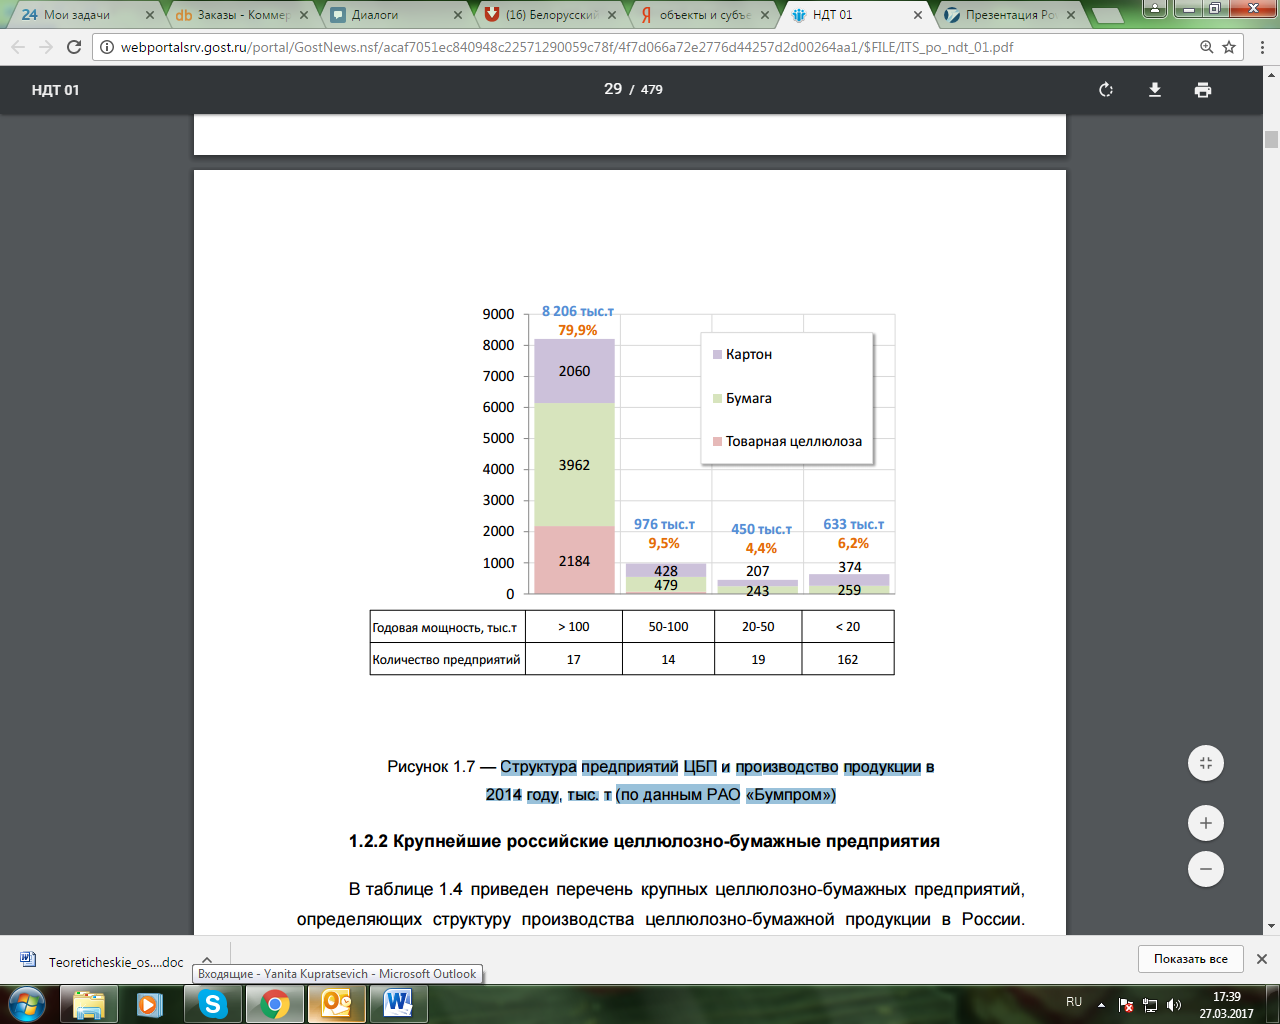 24 Мои задачи
db Заказы - Коммер
Диалоги
(16) Белорусский
Я объекты и субъе
НДТ 01
Презентация Pow
webportalsrv.gost.ru/portal/GostNews.nsf/acaf7051ec840948c22571290059c78f/4f7d066a72e2776d44257d2d00264aa1/$FILE/ITS_po_ndt_01.pdf
НДТ 01
29 / 479
9000
8000
7000
6000
5000
4000
3000
2000
1000
0
8 206 тыс.т
79,9%
2060
3962
2184
976 тыс.т
9,5%
428
479
450 тыс.т
4,4%
207
243
633 тыс.т
6,2%
374
259
Картон
Бумага
Товарная целлюлоза
Годовая мощность, тыс.т > 100 50-100 20-50 < 20
Количество предприятий 17 14 19 162
Рисунок 1.7 — Структура предприятий ЦБП и производство продукции в
2014 году, тыс. т (по данным РАО «Бумпром»)
1.2.2 Крупнейшие российские целлюлозно-бумажные предприятия
В таблице 1.4 приведен перечень крупных целлюлозно-бумажных предприятий,
определяющих структуру производства целлюлозно-бумажной продукции в России.
Teoreticheskie_os....doc
Показать все
Входящие - Yanita Kupratsevich - Microsoft Outlook
RU
17:39
27.03.2017